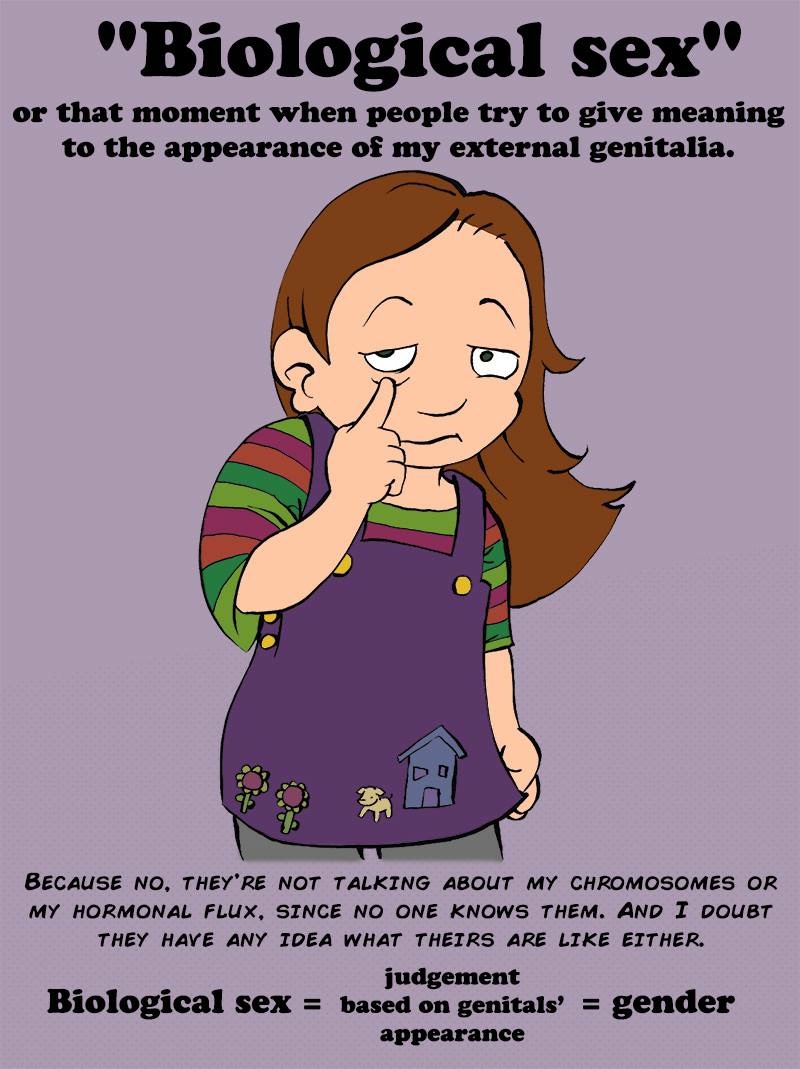 "Biological sex"
or that moment when people try to give meaning
to the appearance of my external genitalia.
BECAUSE NO, THEY'RE NOT TALKING ABOUT MY CHROMOSOMES OR
MY HORMONAL FLUX, SINCE NO ONE KNOWS THEM. AND I DOUBT
THEY HAVE ANY IDEA WHAT THEIRS ARE LIKE EITHER.
judgement
Biological sex = based on genitals' = gender
appearance